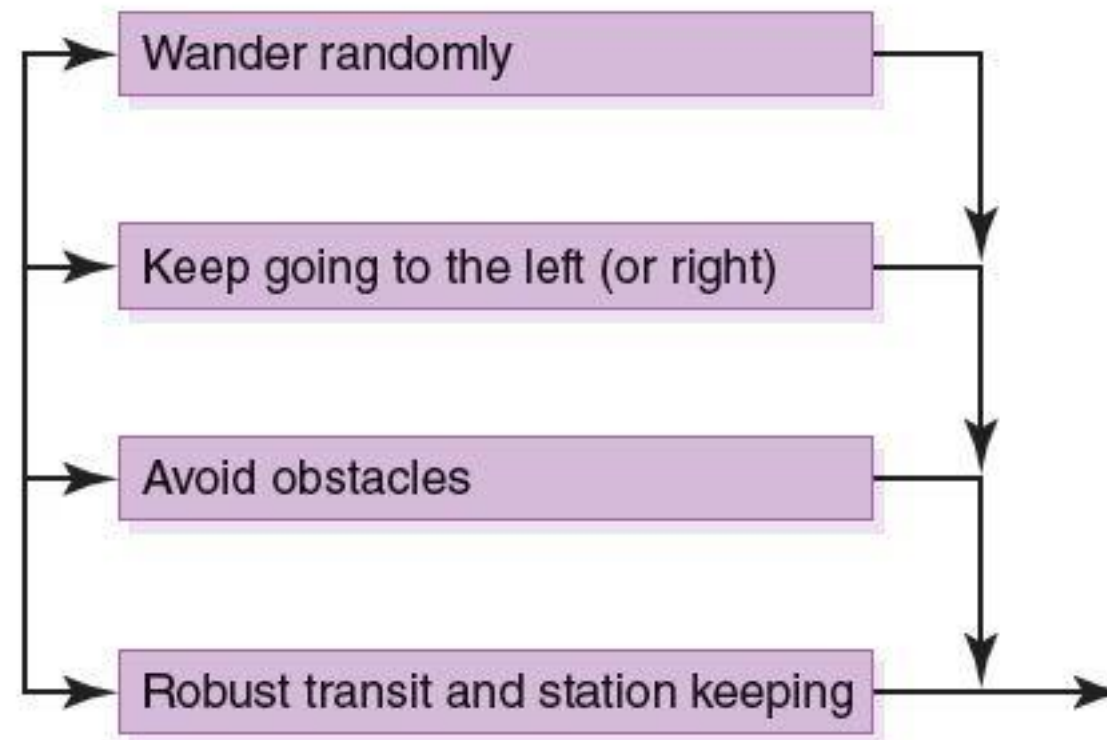 Wander randomly
Keep going to the left (or right)
Avoid obstacles
Robust transit and station keeping